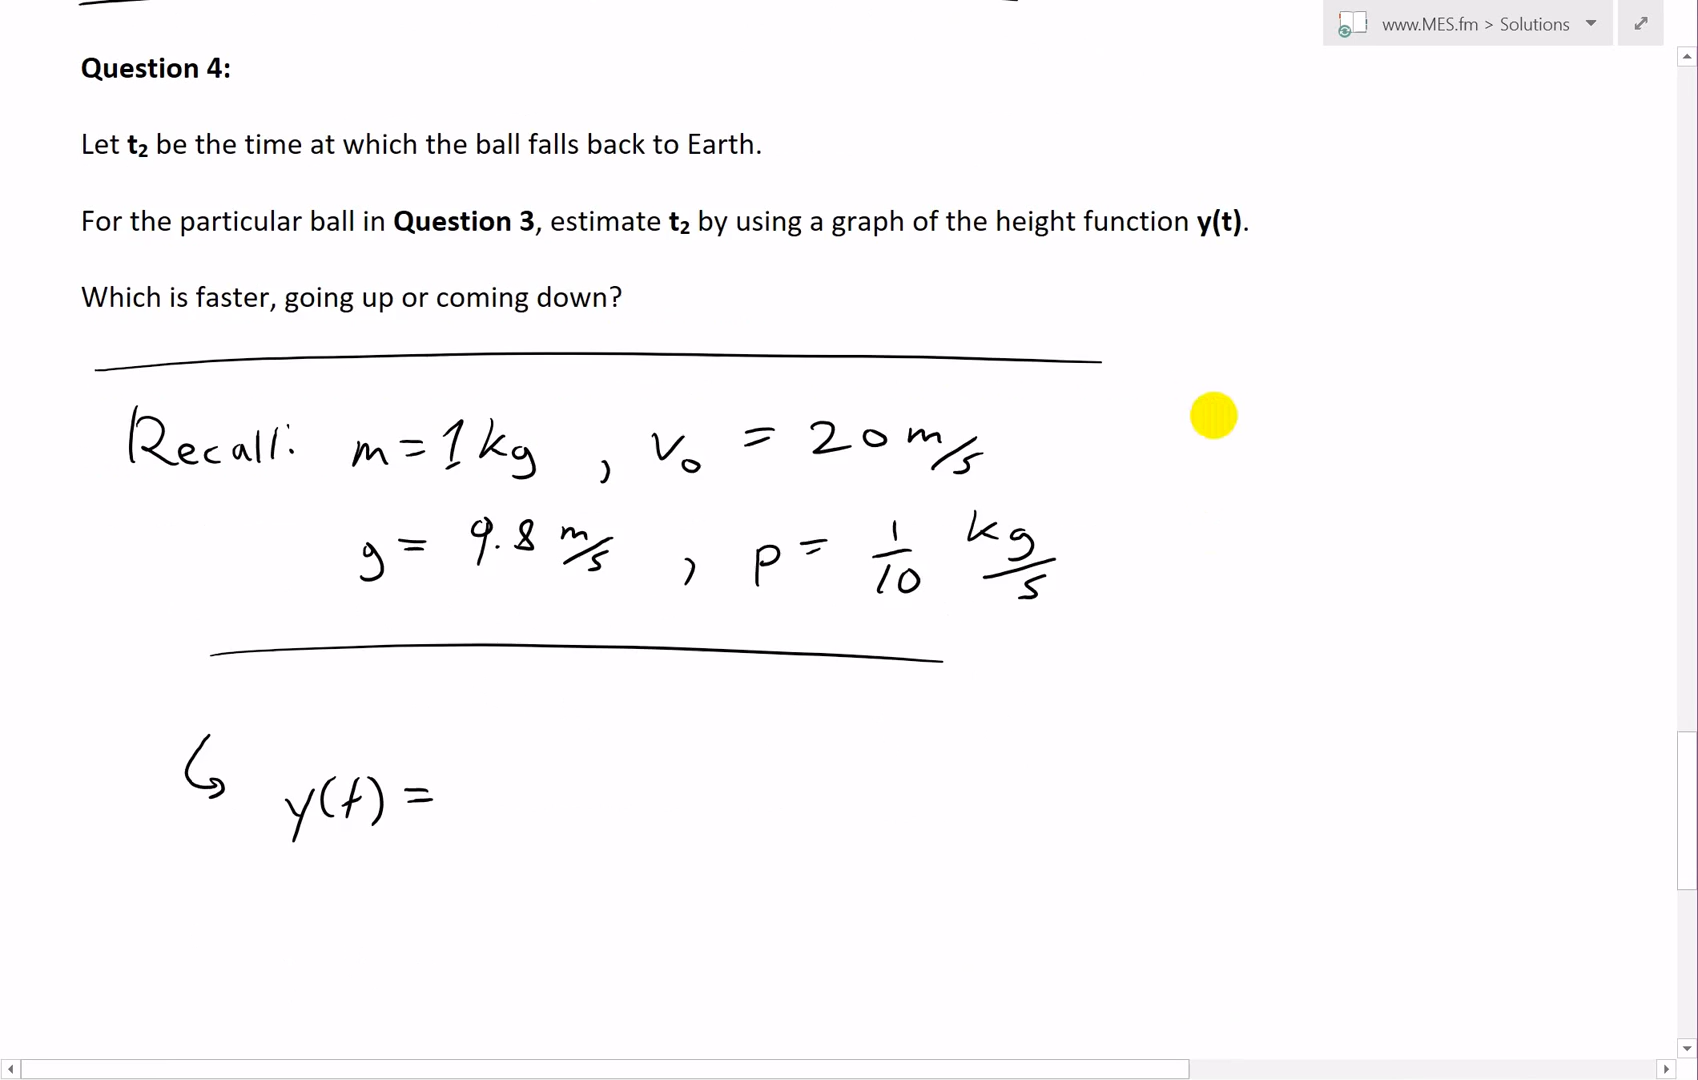 www.MES.fm > Solutions
Question 4:
Let t₂ be the time at which the ball falls back to Earth.
For the particular ball in Question 3, estimate t₂ by using a graph of the height function y(t).
Which is faster, going up or coming down?
Recall: m = 1 kg , v₀ = 20 m/s
g = 9.8 m/s , p = 1/10 kg/s
y(t) =